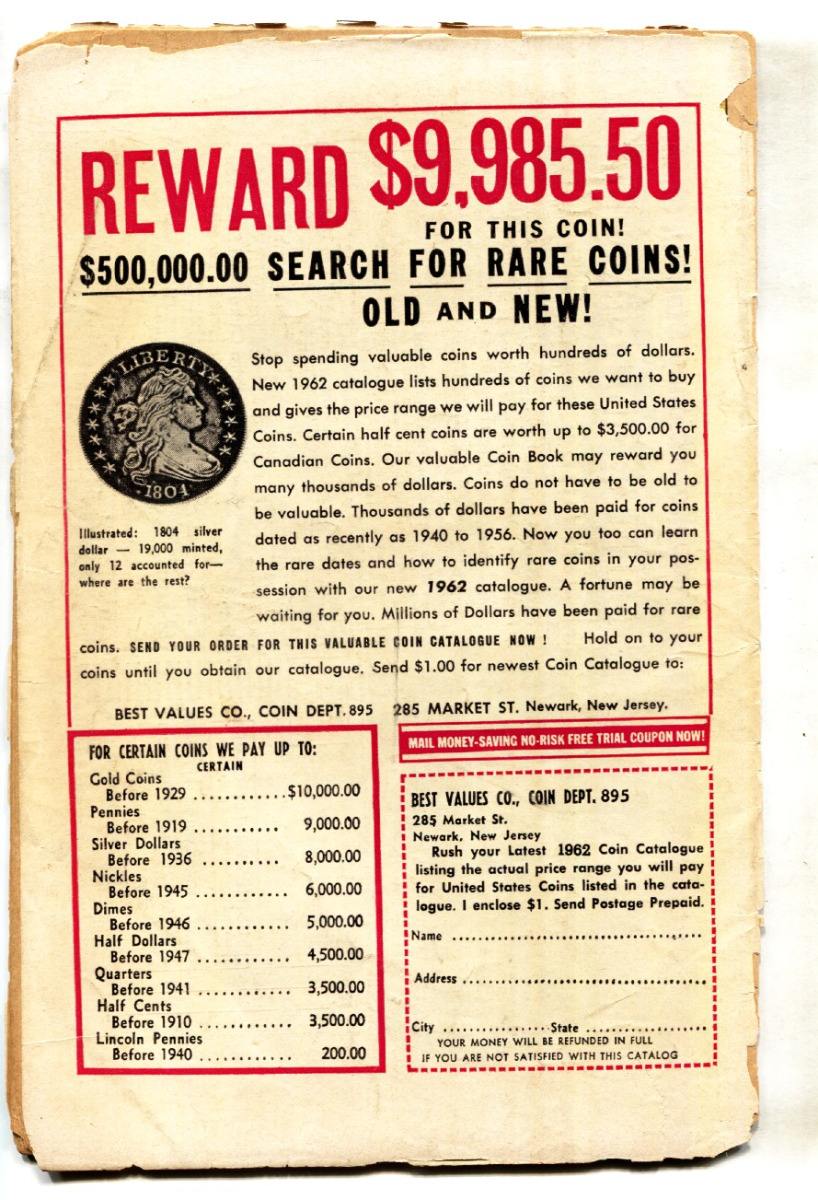 REWARD $9,985.50
FOR THIS COIN!
$500,000.00 SEARCH FOR RARE COINS!
OLD AND NEW!
LIBERTY
1804
Illustrated: 1804 silver
dollar — 19,000 minted,
only 12 accounted for—
where are the rest?
Stop spending valuable coins worth hundreds of dollars.
New 1962 catalogue lists hundreds of coins we want to buy
and gives the price range we will pay for these United States
Coins. Certain half cent coins are worth up to $3,500.00 for
Canadian Coins. Our valuable Coin Book may reward you
many thousands of dollars. Coins do not have to be old to
be valuable. Thousands of dollars have been paid for coins
dated as recently as 1940 to 1956. Now you too can learn
the rare dates and how to identify rare coins in your pos-
session with our new 1962 catalogue. A fortune may be
waiting for you. Millions of Dollars have been paid for rare
coins. SEND YOUR ORDER FOR THIS VALUABLE COIN CATALOGUE NOW ! Hold on to your
coins until you obtain our catalogue. Send $1.00 for newest Coin Catalogue to:
BEST VALUES CO., COIN DEPT. 895 285 MARKET ST. Newark, New Jersey.
FOR CERTAIN COINS WE PAY UP TO:
CERTAIN
Gold Coins
Before 1929 ............$10,000.00
Pennies
Before 1919 ........... 9,000.00
Silver Dollars
Before 1936 .......... 8,000.00
Nickles
Before 1945 ............ 6,000.00
Dimes
Before 1946 ............ 5,000.00
Half Dollars
Before 1947 ............ 4,500.00
Quarters
Before 1941 ............ 3,500.00
Half Cents
Before 1910 ............ 3,500.00
Lincoln Pennies
Before 1940 ............ 200.00
MAIL MONEY-SAVING NO-RISK FREE TRIAL COUPON NOW!
BEST VALUES CO., COIN DEPT. 895
285 Market St.
Newark, New Jersey
Rush your Latest 1962 Coin Catalogue
listing the actual price range you will pay
for United States Coins listed in the cata-
logue. I enclose $1. Send Postage Prepaid.
Name ......................................
Address ......................................
City .................. State ....................
YOUR MONEY WILL BE REFUNDED IN FULL
IF YOU ARE NOT SATISFIED WITH THIS CATALOG